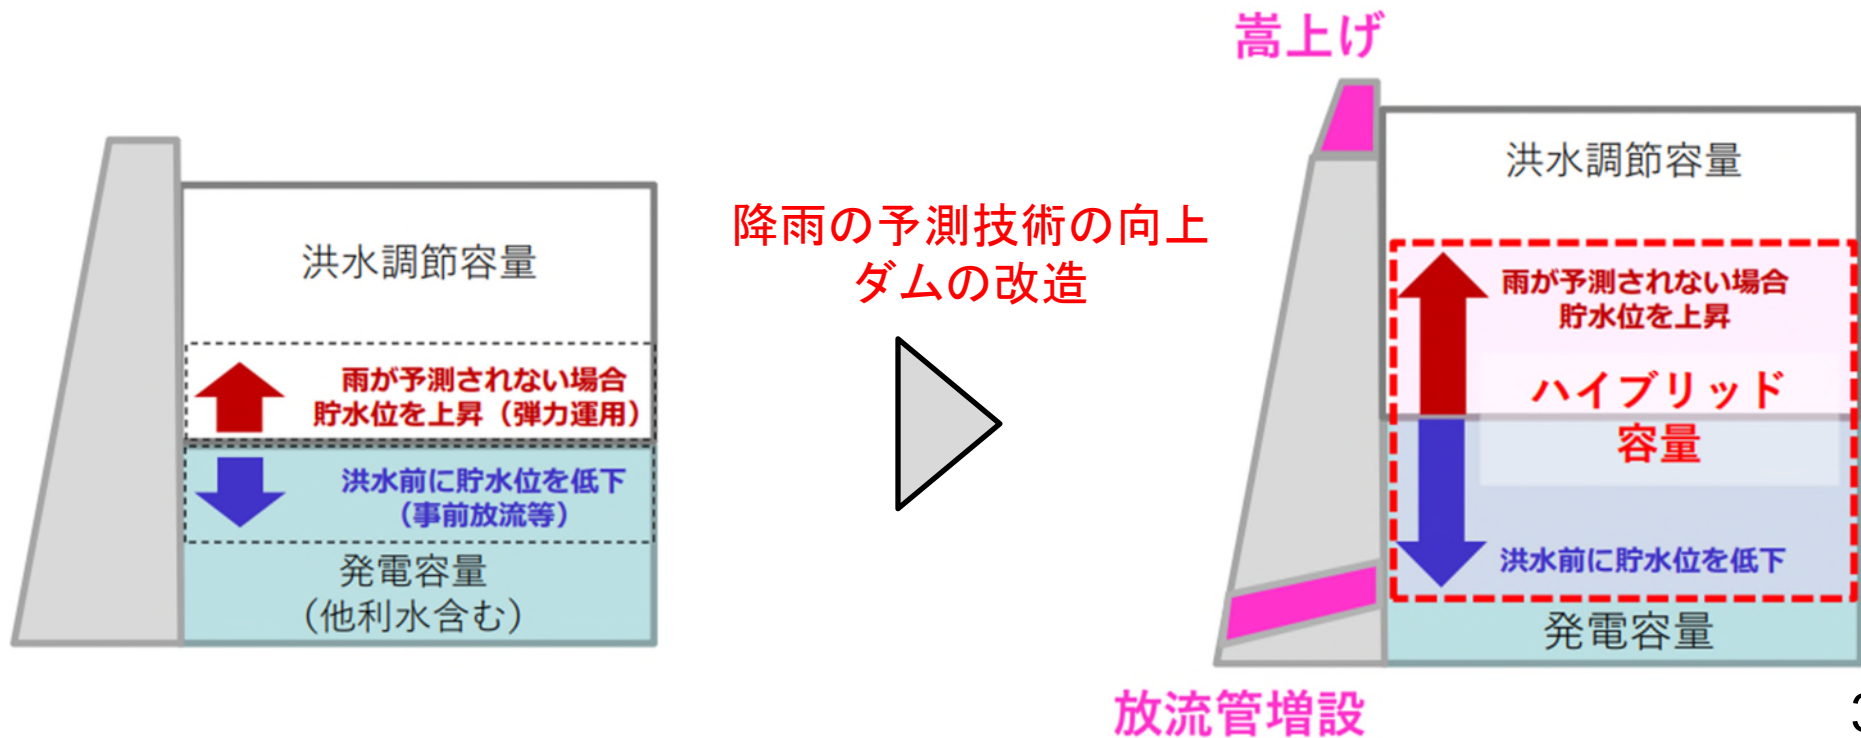 洪水調節容量
雨が予測されない場合
貯水位を上昇（弾力運用）
洪水前に貯水位を低下
（事前放流等）
発電容量
（他利水含む）
降雨の予測技術の向上
ダムの改造
嵩上げ
洪水調節容量
雨が予測されない場合
貯水位を上昇
ハイブリッド
容量
洪水前に貯水位を低下
発電容量
放流管増設